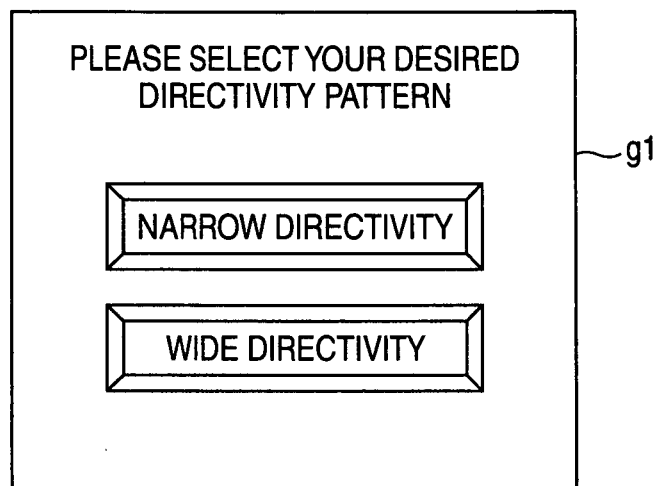 PLEASE SELECT YOUR DESIRED
DIRECTIVITY PATTERN
g1
NARROW DIRECTIVITY
WIDE DIRECTIVITY